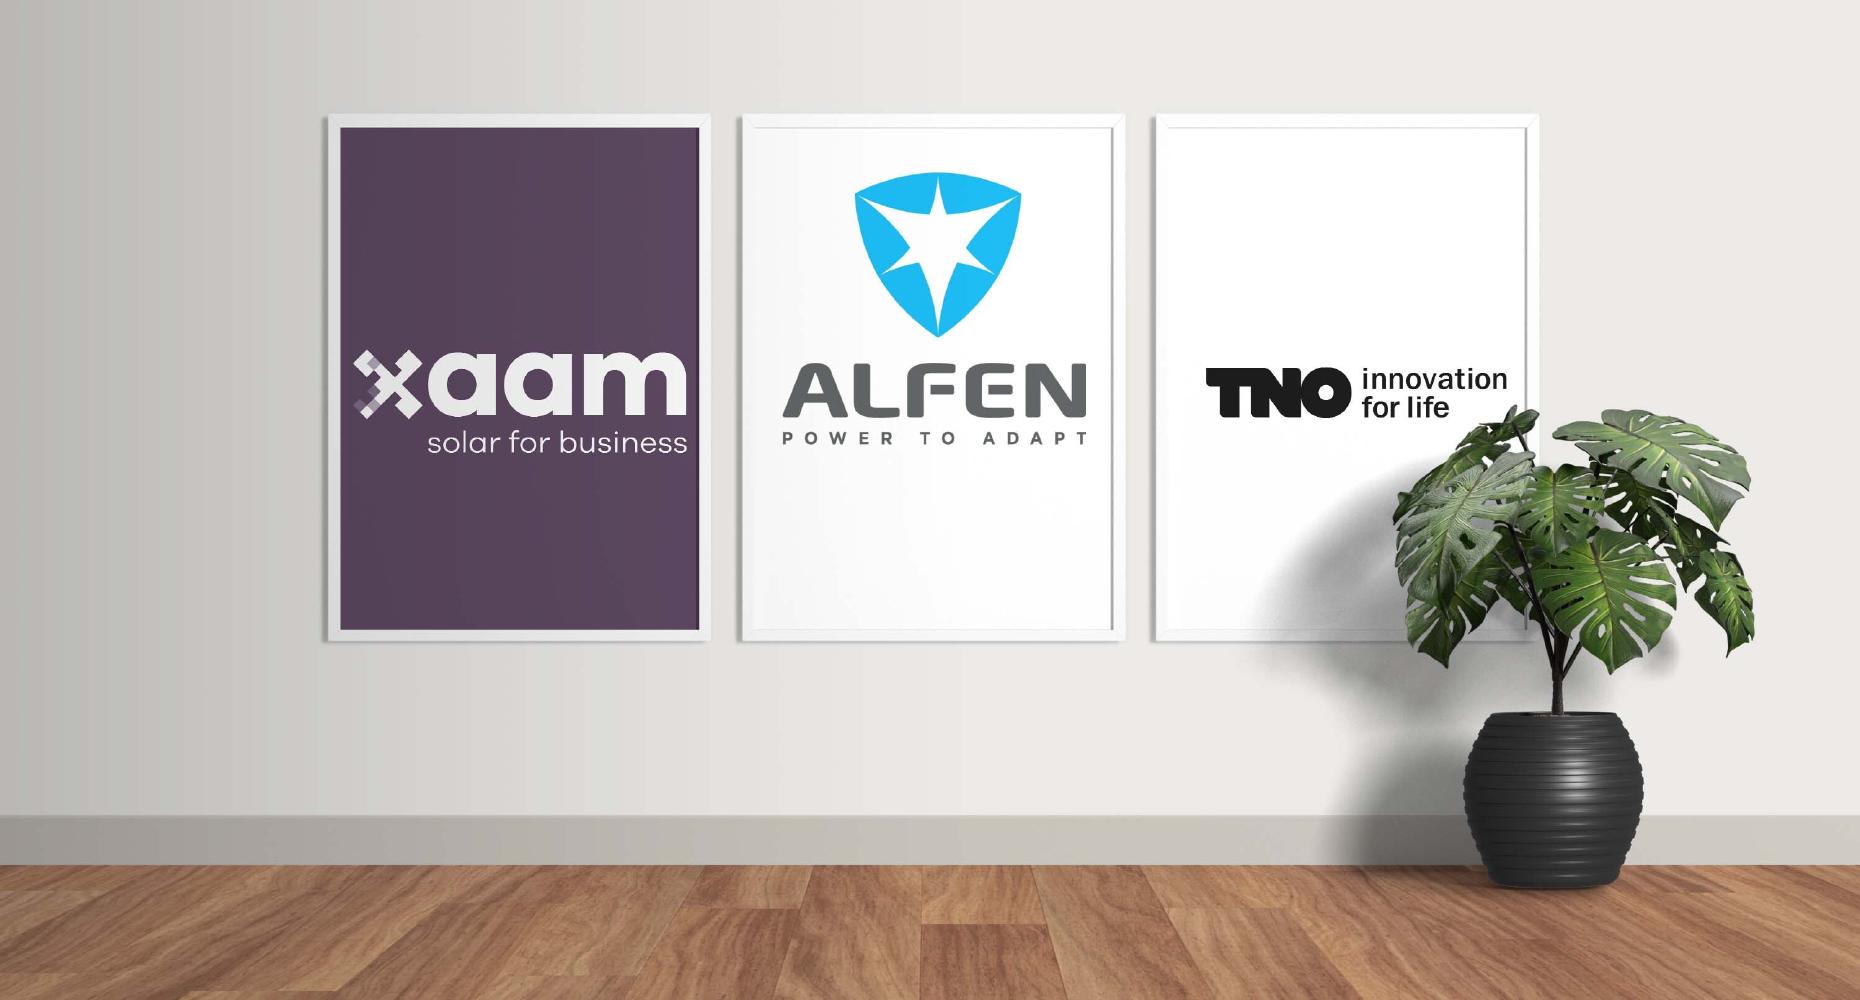 xaam
solar for business
ALFEN
POWER TO ADAPT
TNO innovation
for life